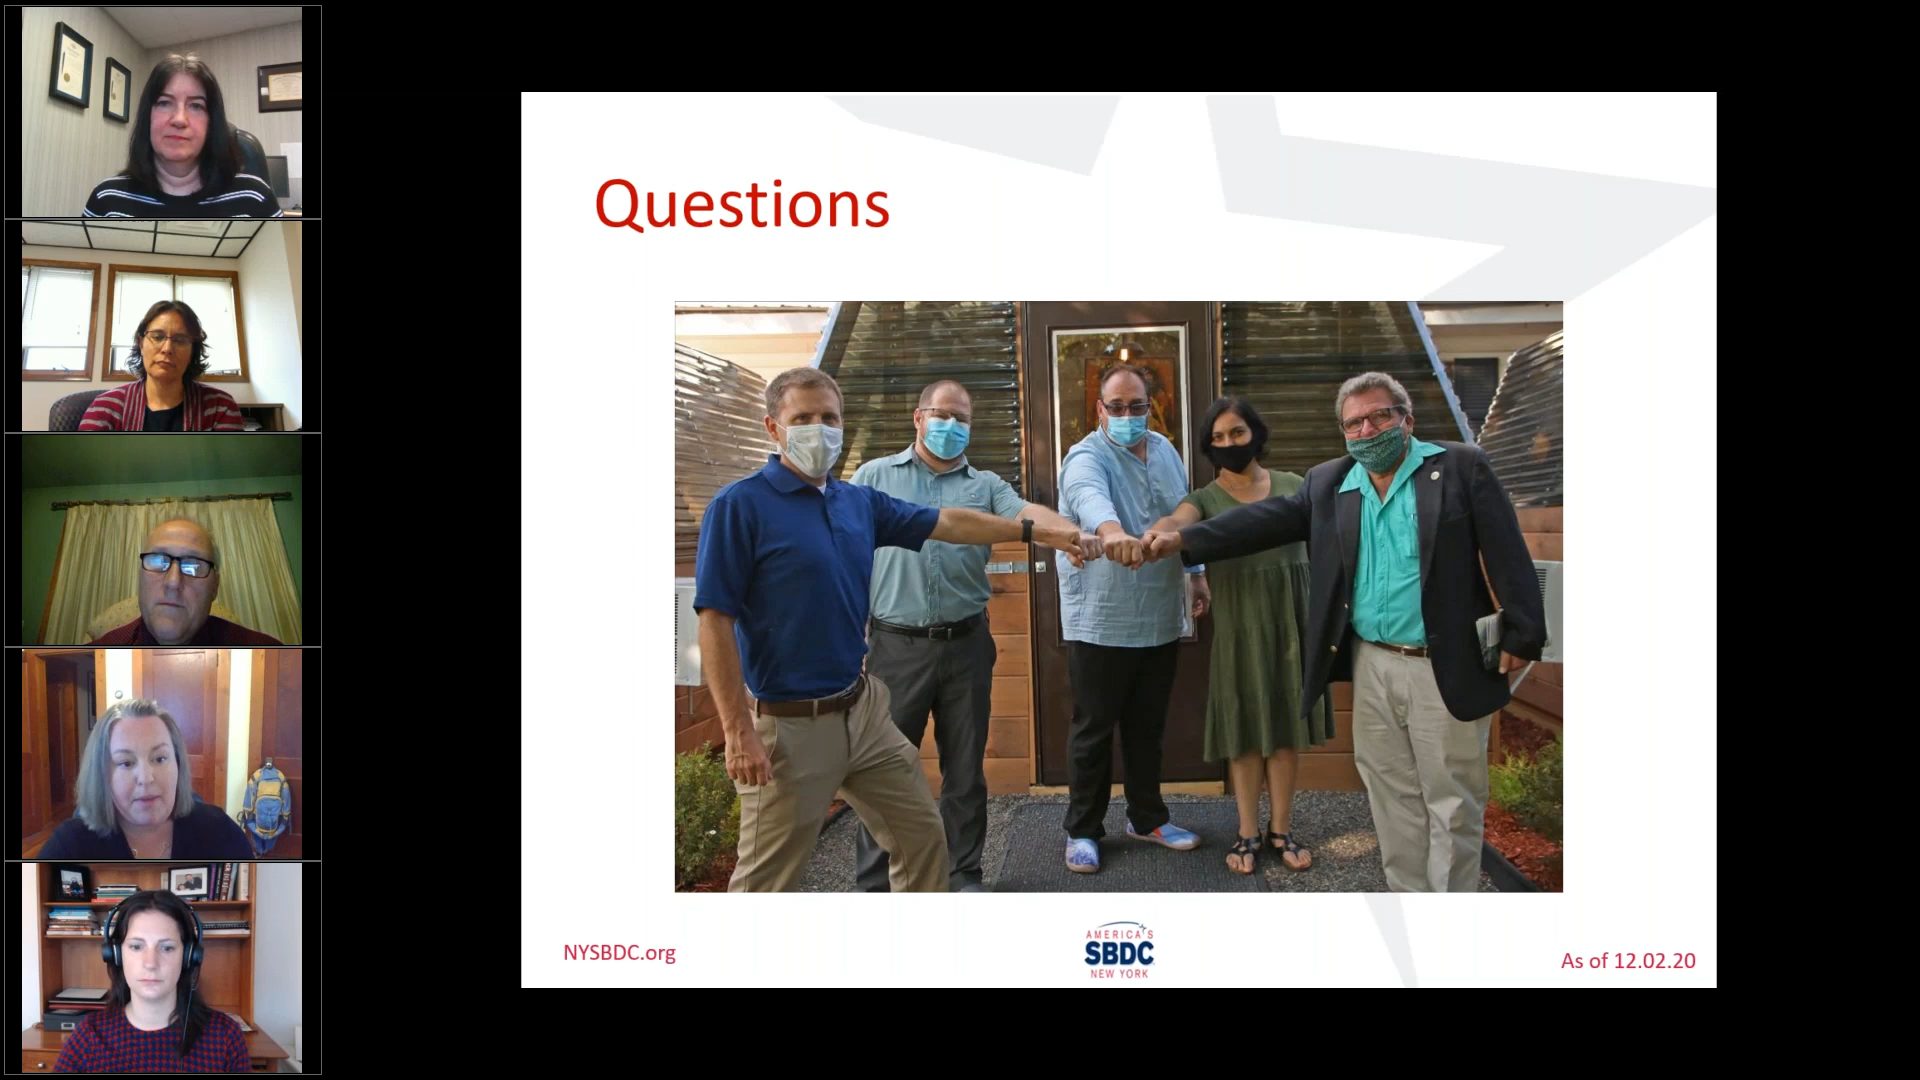 Questions
NYSBDC.org
AMERICA'S
SBDC
NEW YORK
As of 12.02.20